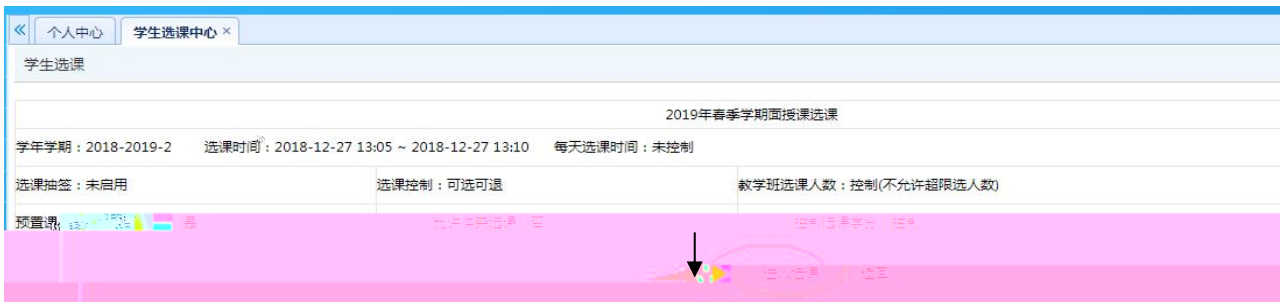 个人中心 学生选课中心 ×
学生选课
2019年春季学期面授课选课
学年学期：2018-2019-2 选课时间：2018-12-27 13:05 ~ 2018-12-27 13:10 每天选课时间：未控制
选课抽签：未启用 选课控制：可选可退 教学班选课人数：控制(不允许超限选人数)
预置课